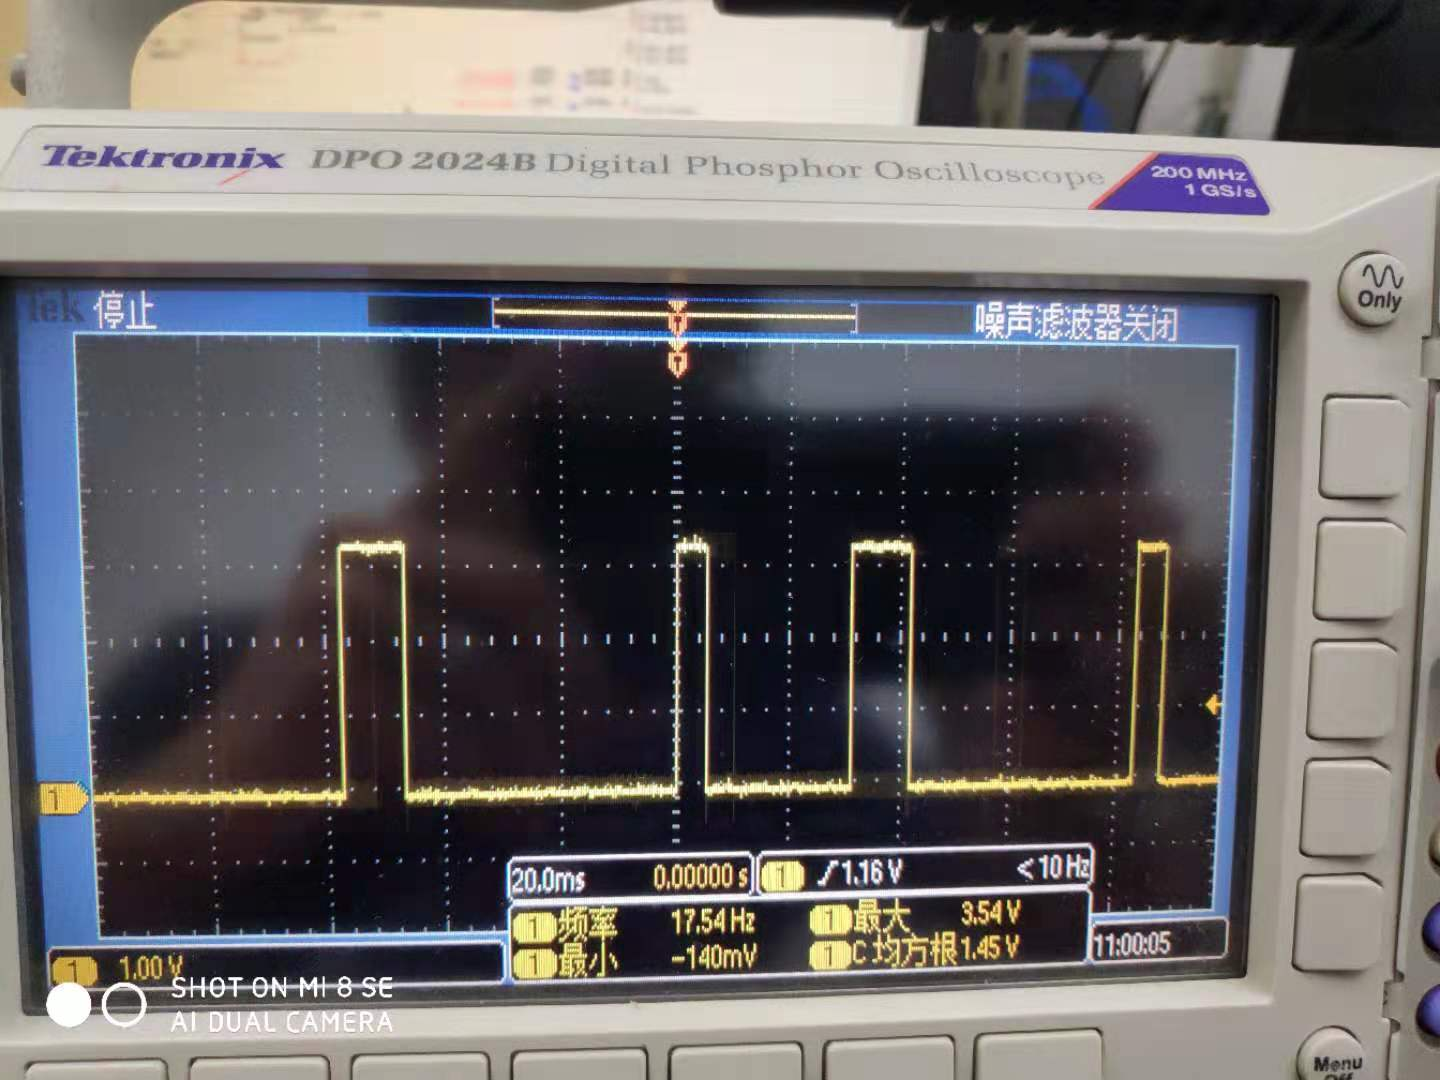 Tektronix DPO 2024B Digital Phosphor Oscilloscope
200 MHz
1 GS/s
Only
Tek 停止
噪声滤波器关闭
T
T
1
20.0ms 0.00000 s
1 1.16 V < 10 Hz
1 频率 17.54 Hz 1 最大 3.54 V
1 最小 -140mV 1 C 均方根 1.45 V
11:00:05
1 1.00 V
SHOT ON MI 8 SE
AI DUAL CAMERA
Menu
Off